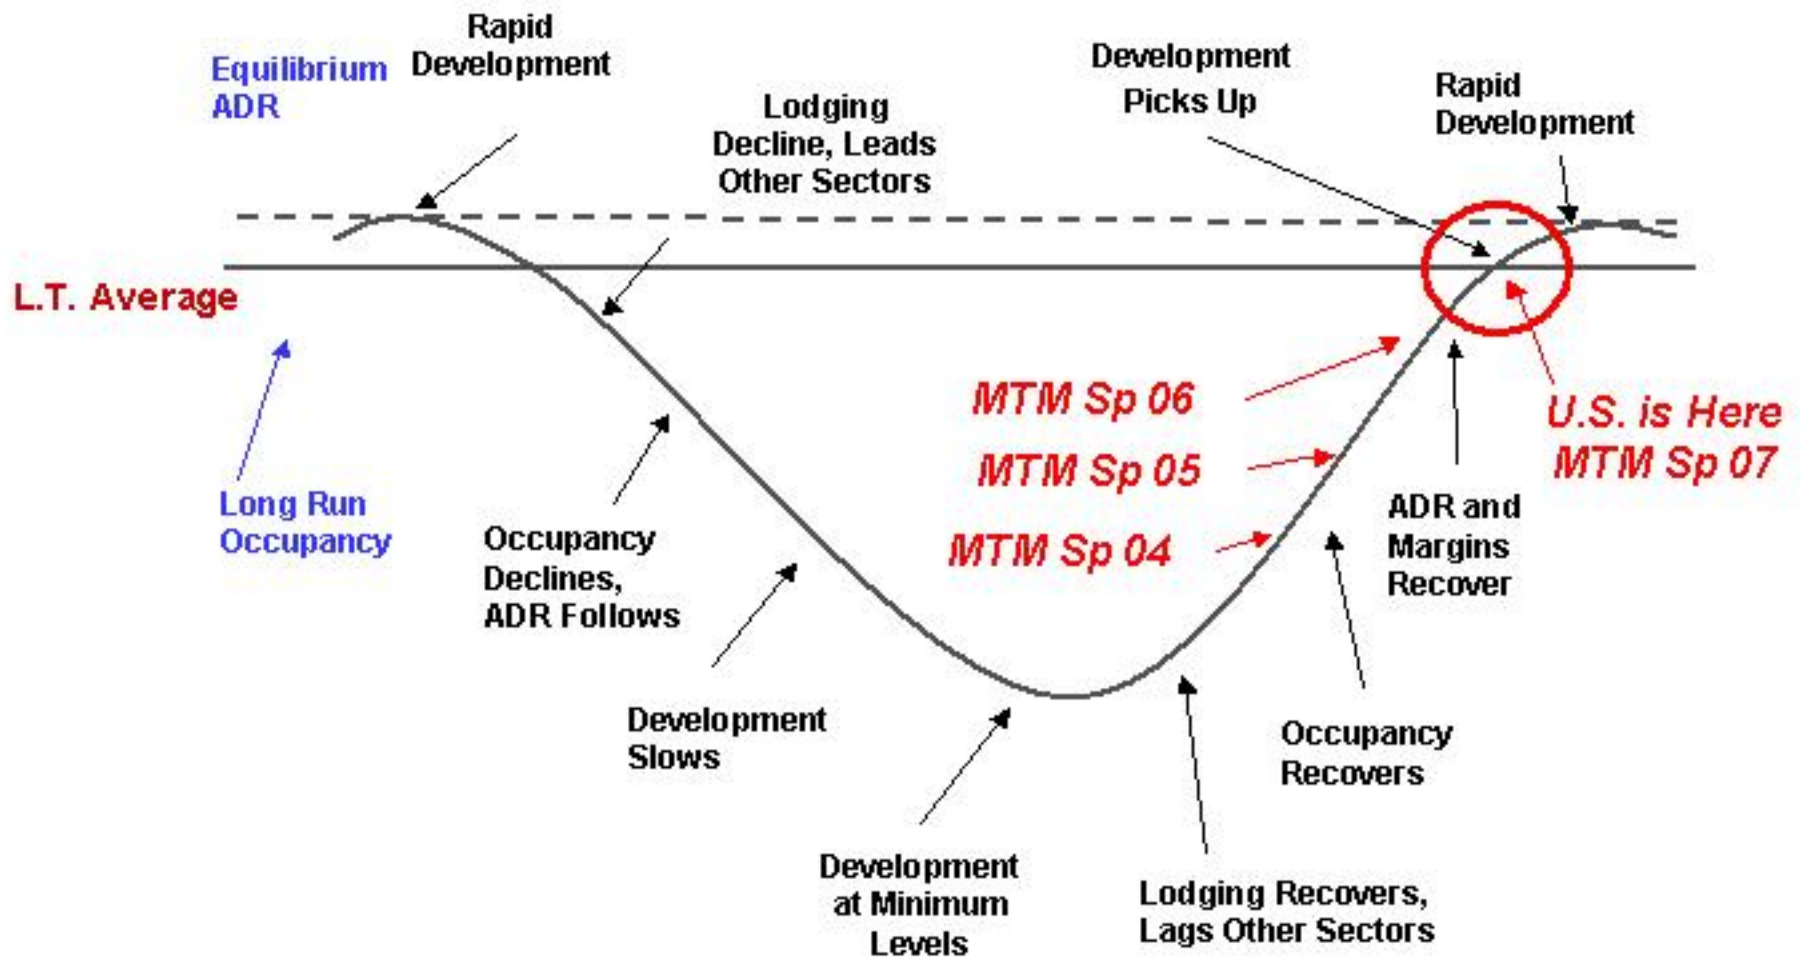 Rapid
Development
Equilibrium
ADR
Lodging
Decline, Leads
Other Sectors
Development
Picks Up
Rapid
Development
L.T. Average
Long Run
Occupancy
Occupancy
Declines,
ADR Follows
Development
Slows
Development
at Minimum
Levels
MTM Sp 06
MTM Sp 05
MTM Sp 04
U.S. is Here
MTM Sp 07
ADR and
Margins
Recover
Occupancy
Recovers
Lodging Recovers,
Lags Other Sectors